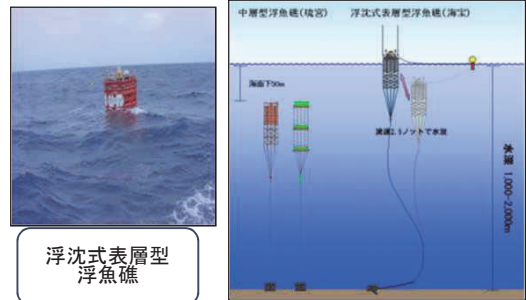 中層型浮魚礁(琉宮)
浮沈式表層型浮魚礁(海宝)
海面下50m
流速2.5ノットで水没
水深 1,000~2,000m
浮沈式表層型
浮魚礁